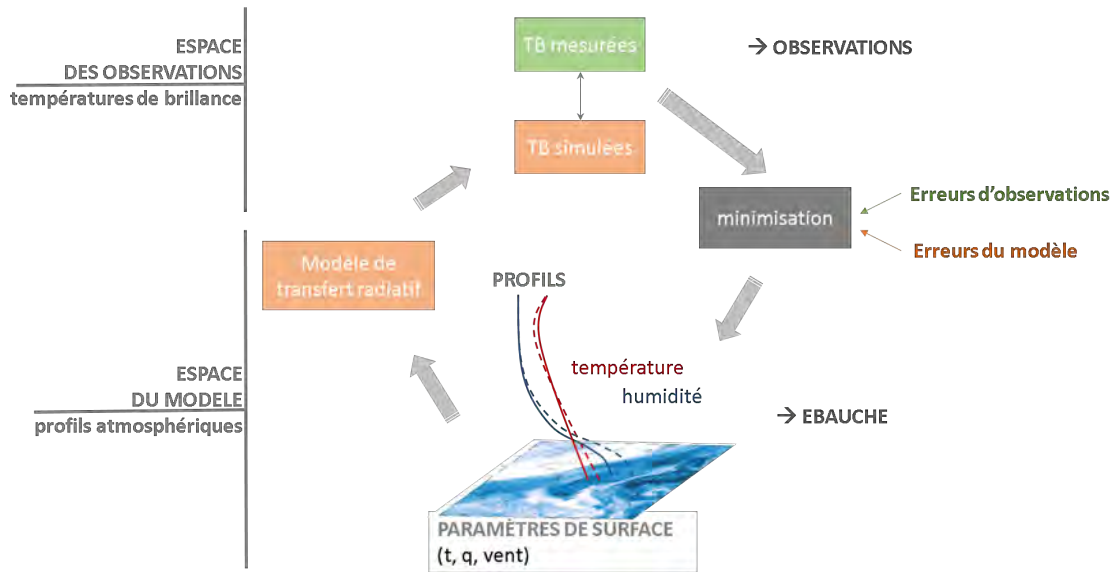 ESPACE
DES OBSERVATIONS
températures de brillance
TB mesurées
→ OBSERVATIONS
TB simulées
minimisation
Erreurs d'observations
Erreurs du modèle
Modèle de
transfert radiatif
PROFILS
température
humidité
ESPACE
DU MODELE
profils atmosphériques
→ EBAUCHE
PARAMÈTRES DE SURFACE
(t, q, vent)